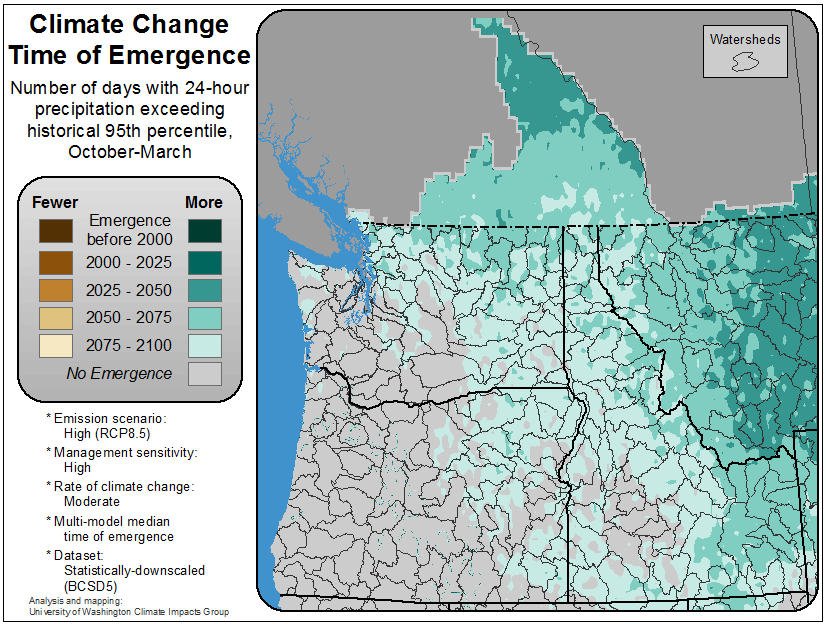 Climate Change
Time of Emergence
Number of days with 24-hour
precipitation exceeding
historical 95th percentile,
October-March
Watersheds
Fewer
More
Emergence
before 2000
2000 - 2025
2025 - 2050
2050 - 2075
2075 - 2100
No Emergence
* Emission scenario:
High (RCP8.5)
* Management sensitivity:
High
* Rate of climate change:
Moderate
* Multi-model median
time of emergence
* Dataset:
Statistically-downscaled
(BCSD5)
Analysis and mapping:
University of Washington Climate Impacts Group